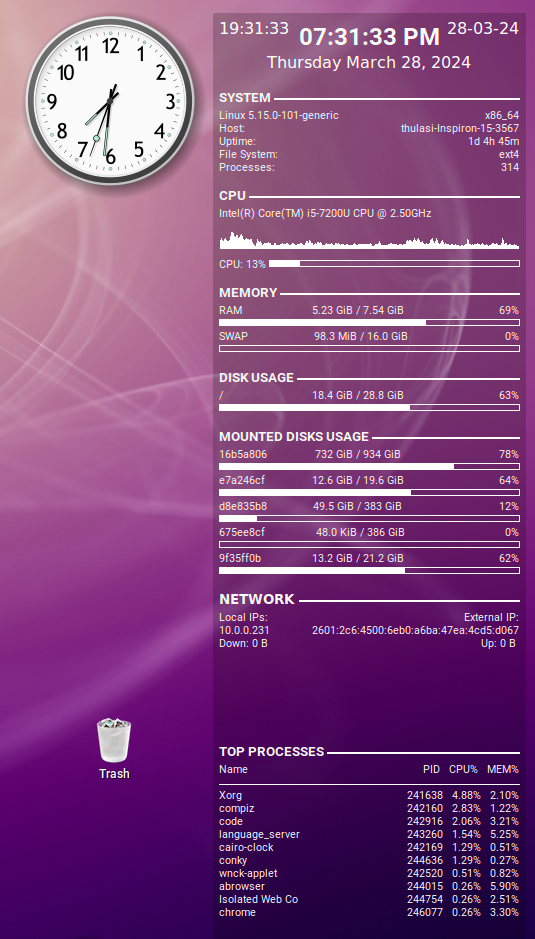 12
1
2
3
4
5
6
7
8
9
10
11
19:31:33 07:31:33 PM 28-03-24
Thursday March 28, 2024
SYSTEM
Linux 5.15.0-101-generic x86_64
Host: thulasi-Inspiron-15-3567
Uptime: 1d 4h 45m
File System: ext4
Processes: 314
CPU
Intel(R) Core(TM) i5-7200U CPU @ 2.50GHz
CPU: 13%
MEMORY
RAM 5.23 GiB / 7.54 GiB 69%
SWAP 98.3 MiB / 16.0 GiB 0%
DISK USAGE
/ 18.4 GiB / 28.8 GiB 63%
MOUNTED DISKS USAGE
16b5a806 732 GiB / 934 GiB 78%
e7a246cf 12.6 GiB / 19.6 GiB 64%
d8e835b8 49.5 GiB / 383 GiB 12%
675ee8cf 48.0 KiB / 386 GiB 0%
9f35ff0b 13.2 GiB / 21.2 GiB 62%
NETWORK
Local IPs: External IP:
10.0.0.231 2601:2c6:4500:6eb0:a6ba:47ea:4cd5:d067
Down: 0 B Up: 0 B
Trash
TOP PROCESSES
Name PID CPU% MEM%
Xorg 241638 4.88% 2.10%
compiz 242160 2.83% 1.22%
code 242916 2.06% 3.21%
language_server 243260 1.54% 5.25%
cairo-clock 242169 1.29% 0.51%
conky 244636 1.29% 0.27%
wnck-applet 242520 0.51% 0.82%
abrowser 244015 0.26% 5.90%
Isolated Web Co 244754 0.26% 2.51%
chrome 246077 0.26% 3.30%